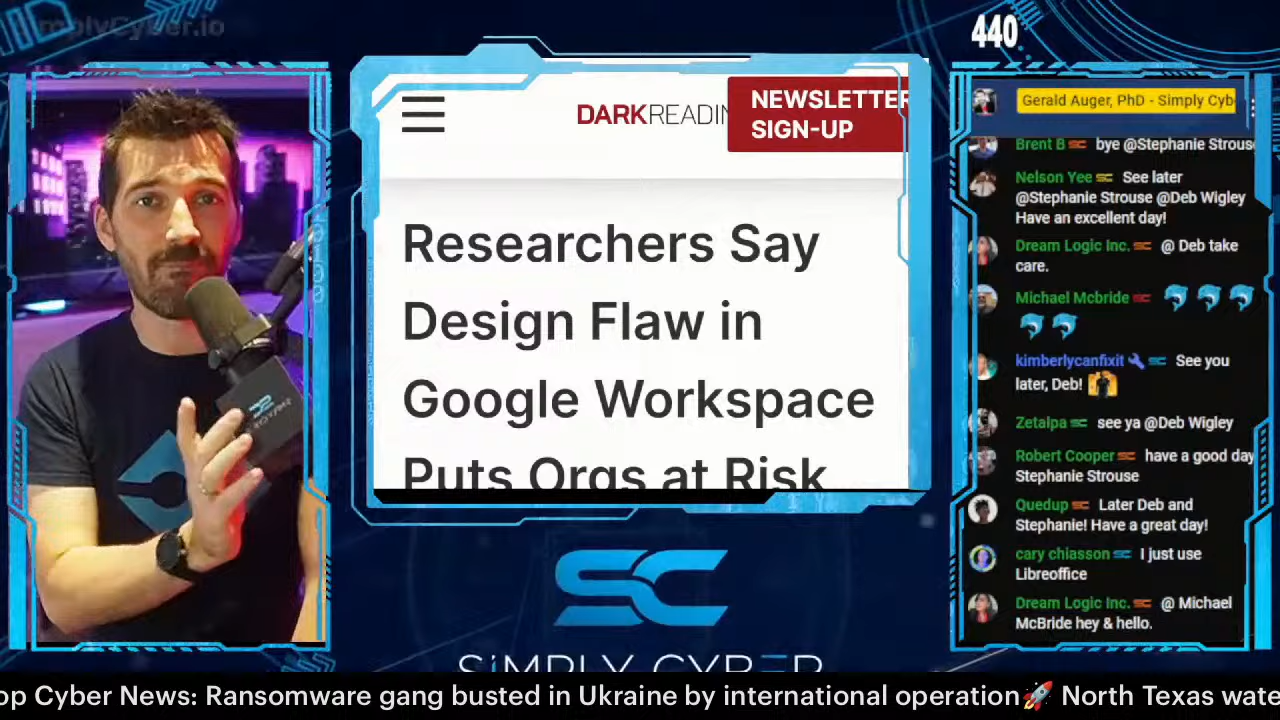 SimplyCyber.io
440
DARKREADIN
NEWSLETTER
SIGN-UP
Researchers Say
Design Flaw in
Google Workspace
Puts Orgs at Risk
SC
SIMPLY CYBER
Gerald Auger, PhD - Simply Cyb
Brent B bye @Stephanie Strouse
Nelson Yee See later
@Stephanie Strouse @Deb Wigley
Have an excellent day!
Dream Logic Inc. @ Deb take
care.
Michael Mcbride
kimberlycanfixit See you
later, Deb!
Zetalpa see ya @Deb Wigley
Robert Cooper have a good day
Stephanie Strouse
Quedup Later Deb and
Stephanie! Have a great day!
cary chiasson I just use
Libreoffice
Dream Logic Inc. @ Michael
McBride hey & hello.
op Cyber News: Ransomware gang busted in Ukraine by international operation🚀 North Texas wate